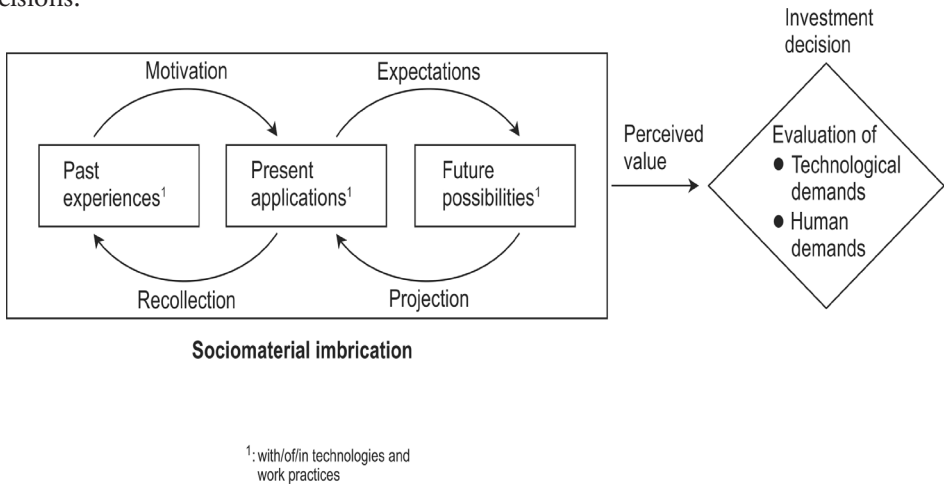 cisions.
Investment
decision
Motivation
Expectations
Perceived
value
Past
experiences¹
Present
applications¹
Future
possibilities¹
Evaluation of
● Technological
demands
● Human
demands
Recollection
Projection
Sociomaterial imbrication
¹: with/of/in technologies and
work practices